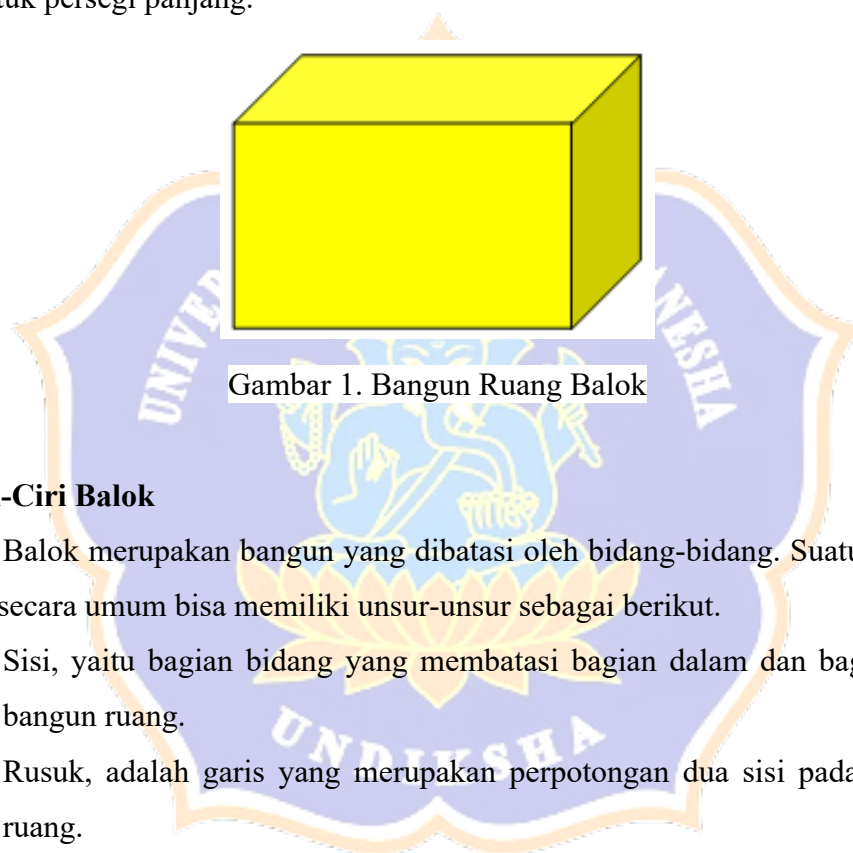 tuk persegi panjang.
Gambar 1. Bangun Ruang Balok
-Ciri Balok
Balok merupakan bangun yang dibatasi oleh bidang-bidang. Suatu
secara umum bisa memiliki unsur-unsur sebagai berikut.
Sisi, yaitu bagian bidang yang membatasi bagian dalam dan bag
bangun ruang.
Rusuk, adalah garis yang merupakan perpotongan dua sisi pada
ruang.
UNDIKSHA